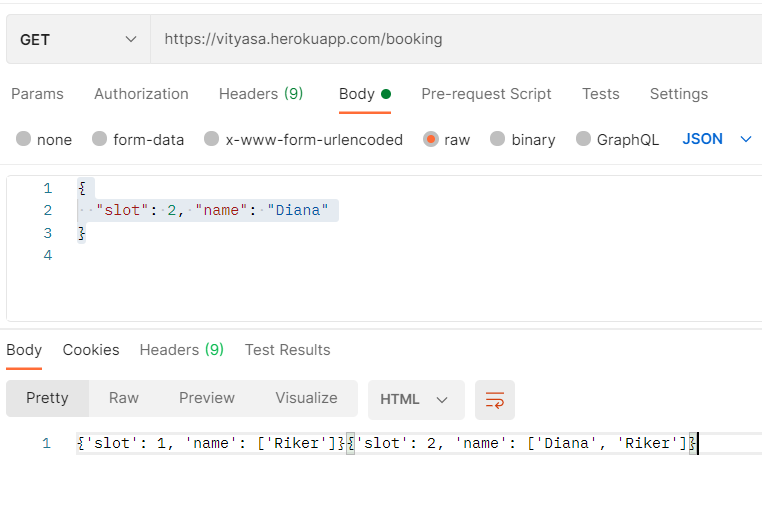 GET https://vityasa.herokuapp.com/booking
Params Authorization Headers (9) Body Pre-request Script Tests Settings
none form-data x-www-form-urlencoded raw binary GraphQL JSON
1 {
2 "slot": 2, "name": "Diana"
3 }
4
Body Cookies Headers (9) Test Results
Pretty Raw Preview Visualize HTML
1 {'slot': 1, 'name': ['Riker']}{'slot': 2, 'name': ['Diana', 'Riker']}